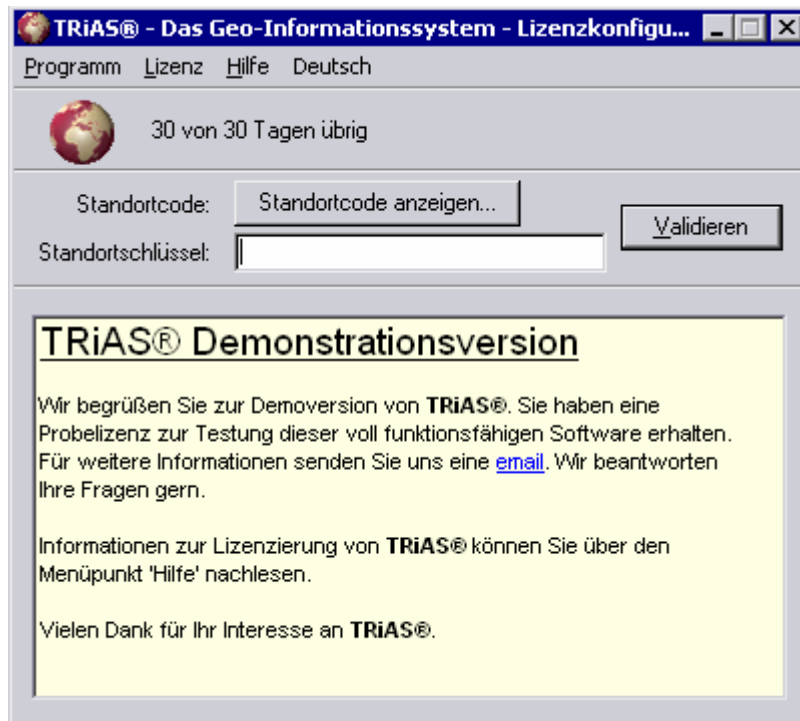 TRiAS® - Das Geo-Informationssystem - Lizenzkonfigu...
Programm Lizenz Hilfe Deutsch
30 von 30 Tagen übrig
Standortcode: Standortcode anzeigen...
Validieren
Standortschlüssel:
TRiAS® Demonstrationsversion
Wir begrüßen Sie zur Demoversion von TRiAS®. Sie haben eine
Probelizenz zur Testung dieser voll funktionsfähigen Software erhalten.
Für weitere Informationen senden Sie uns eine email. Wir beantworten
Ihre Fragen gern.
Informationen zur Lizenzierung von TRiAS® können Sie über den
Menüpunkt 'Hilfe' nachlesen.
Vielen Dank für Ihr Interesse an TRiAS®.